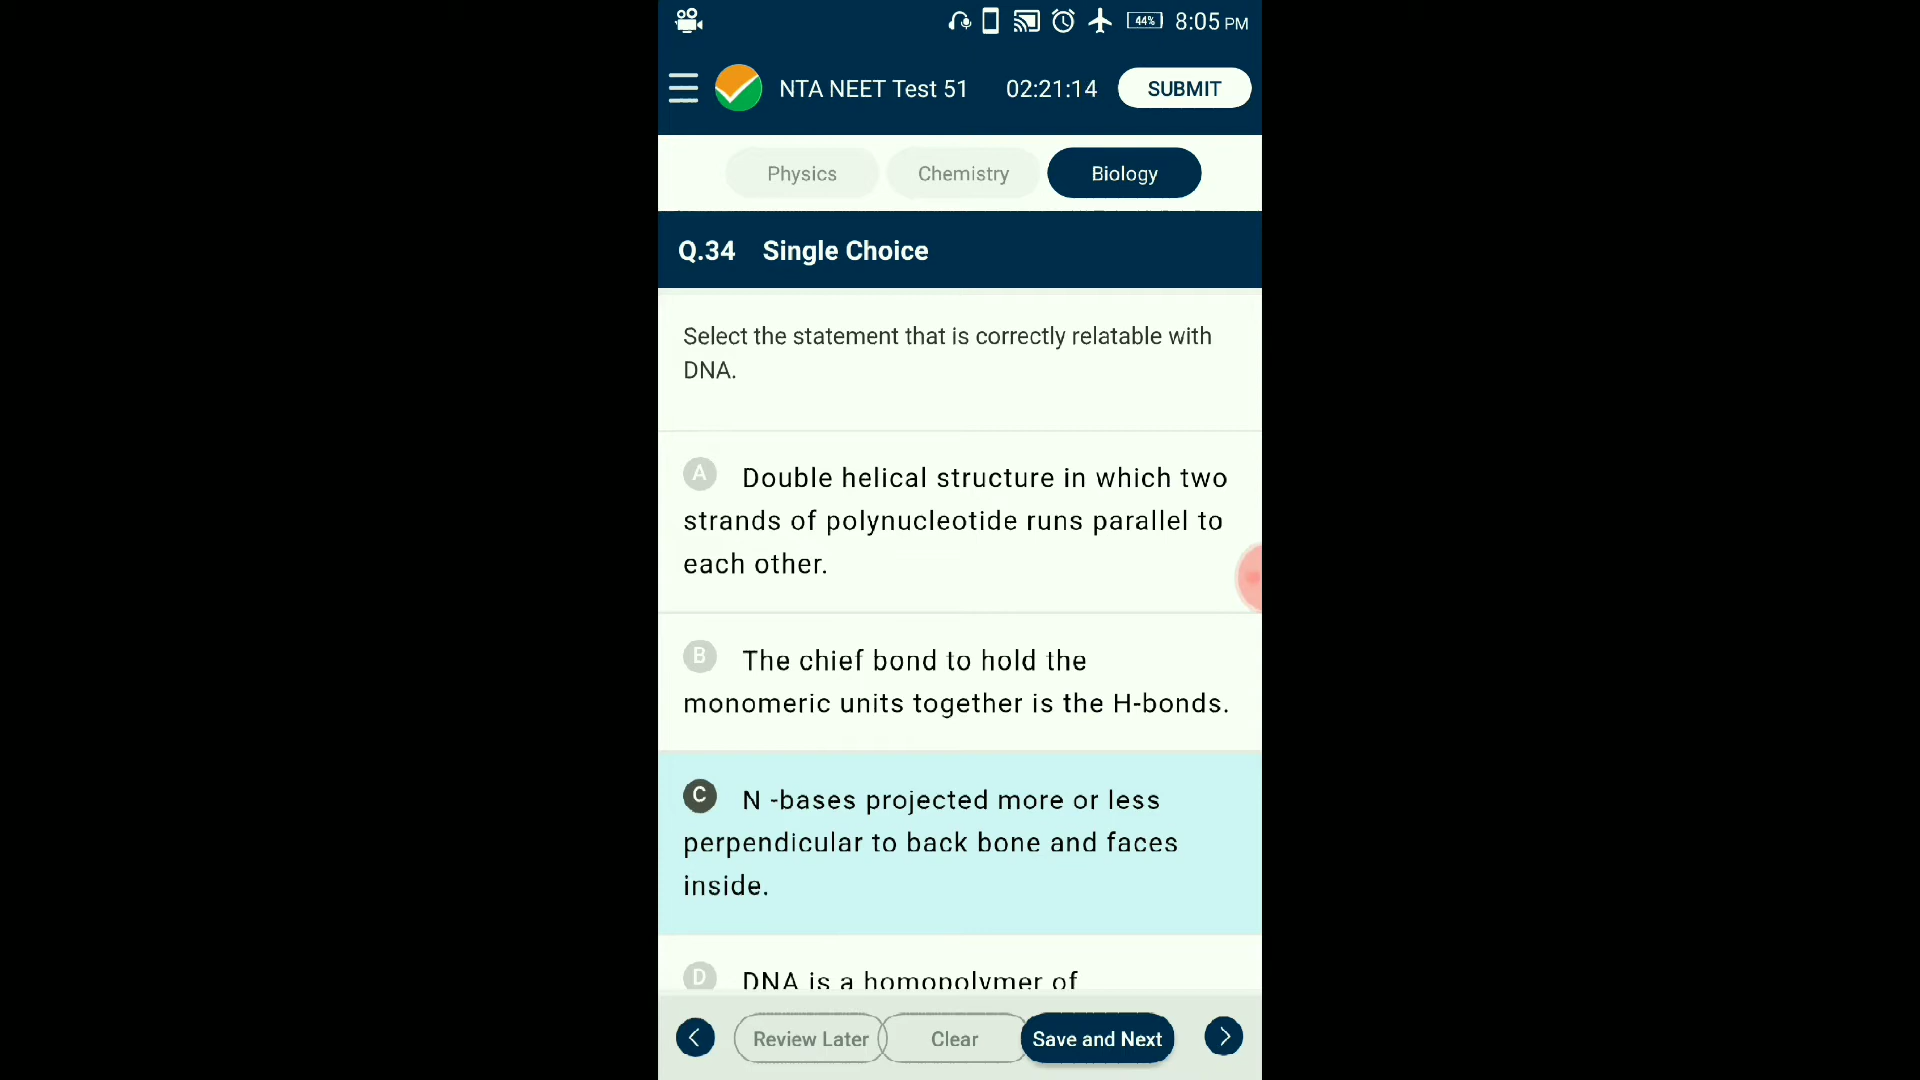 44% 8:05 PM
NTA NEET Test 51 02:21:14 SUBMIT
Physics Chemistry Biology
Q.34 Single Choice
Select the statement that is correctly relatable with
DNA.
A Double helical structure in which two
strands of polynucleotide runs parallel to
each other.
B The chief bond to hold the
monomeric units together is the H-bonds.
C N -bases projected more or less
perpendicular to back bone and faces
inside.
D DNA is a homopolymer of
Review Later Clear Save and Next